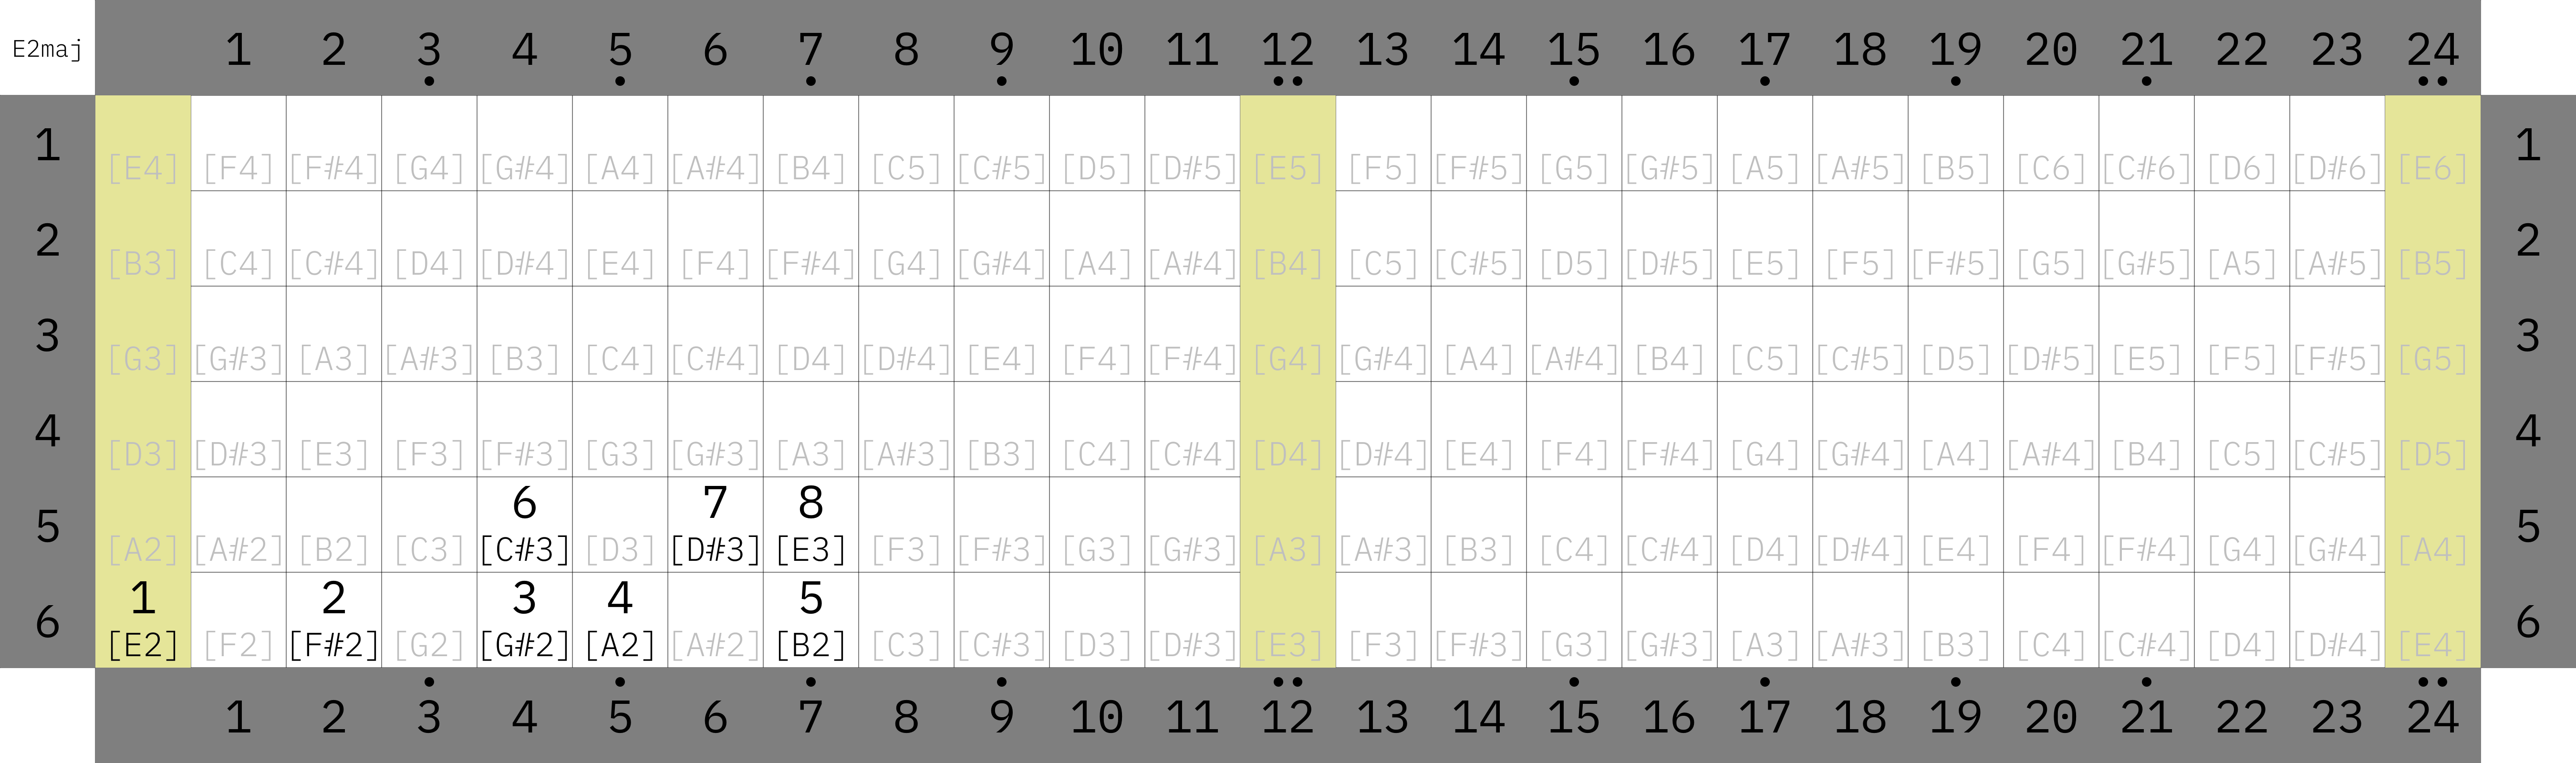 E2maj 1 2 3 4 5 6 7 8 9 10 11 12 13 14 15 16 17 18 19 20 21 22 23 24
1 [E4] [F4] [F#4] [G4] [G#4] [A4] [A#4] [B4] [C5] [C#5] [D5] [D#5] [E5] [F5] [F#5] [G5] [G#5] [A5] [A#5] [B5] [C6] [C#6] [D6] [D#6] [E6] 1
2 [B3] [C4] [C#4] [D4] [D#4] [E4] [F4] [F#4] [G4] [G#4] [A4] [A#4] [B4] [C5] [C#5] [D5] [D#5] [E5] [F5] [F#5] [G5] [G#5] [A5] [A#5] [B5] 2
3 [G3] [G#3] [A3] [A#3] [B3] [C4] [C#4] [D4] [D#4] [E4] [F4] [F#4] [G4] [G#4] [A4] [A#4] [B4] [C5] [C#5] [D5] [D#5] [E5] [F5] [F#5] [G5] 3
4 [D3] [D#3] [E3] [F3] [F#3] [G3] [G#3] [A3] [A#3] [B3] [C4] [C#4] [D4] [D#4] [E4] [F4] [F#4] [G4] [G#4] [A4] [A#4] [B4] [C5] [C#5] [D5] 4
6 7 8
5 [A2] [A#2] [B2] [C3] [C#3] [D3] [D#3] [E3] [F3] [F#3] [G3] [G#3] [A3] [A#3] [B3] [C4] [C#4] [D4] [D#4] [E4] [F4] [F#4] [G4] [G#4] [A4] 5
1 2 3 4 5
6 [E2] [F2] [F#2] [G2] [G#2] [A2] [A#2] [B2] [C3] [C#3] [D3] [D#3] [E3] [F3] [F#3] [G3] [G#3] [A3] [A#3] [B3] [C4] [C#4] [D4] [D#4] [E4] 6
1 2 3 4 5 6 7 8 9 10 11 12 13 14 15 16 17 18 19 20 21 22 23 24